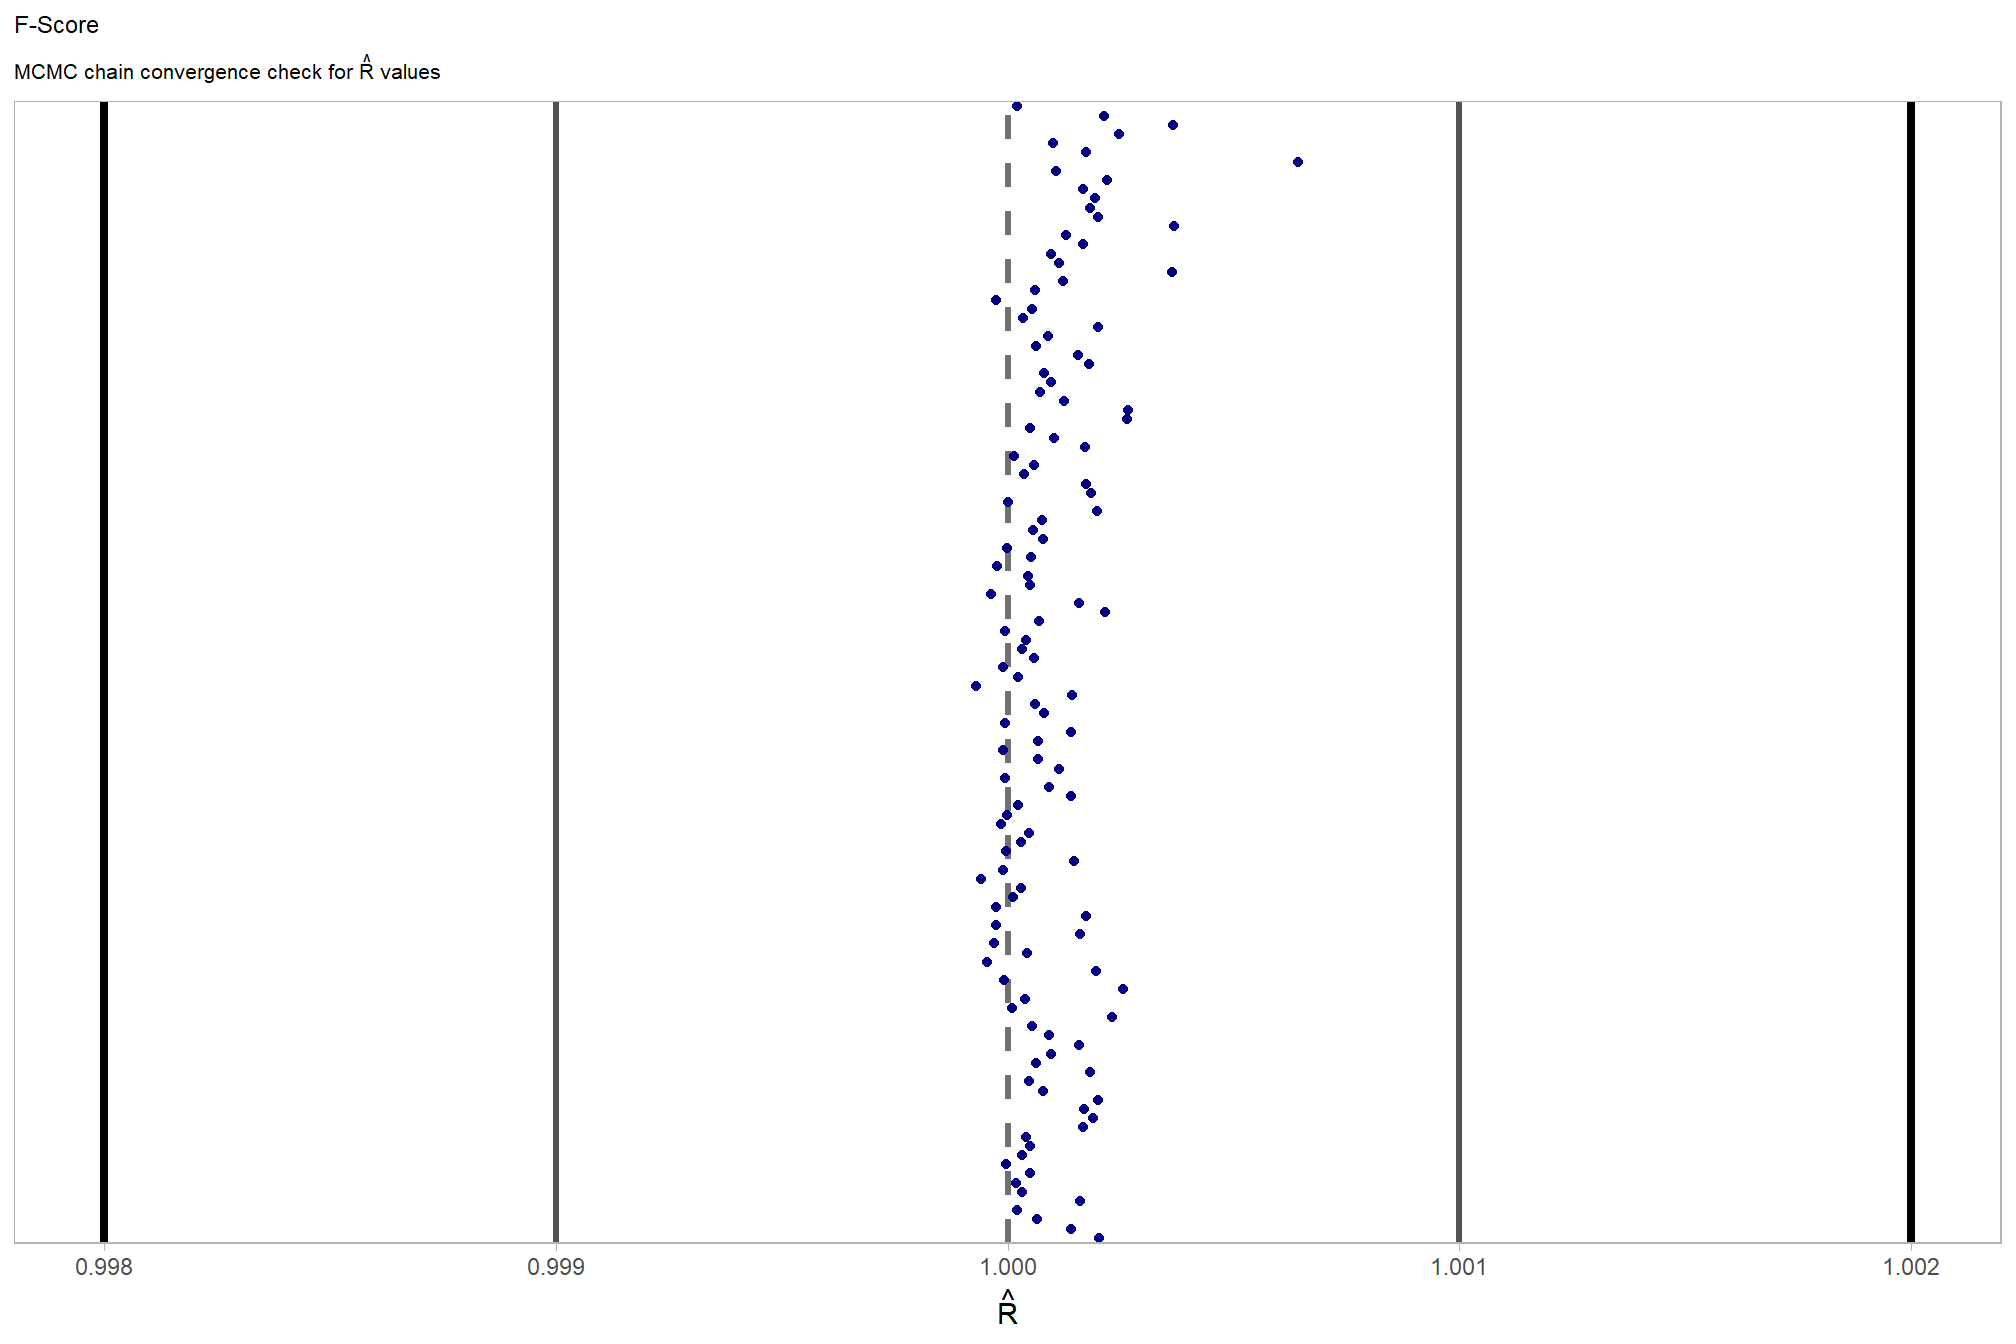 F-Score
MCMC chain convergence check for R̂ values
0.998 0.999 1.000 1.001 1.002
R̂